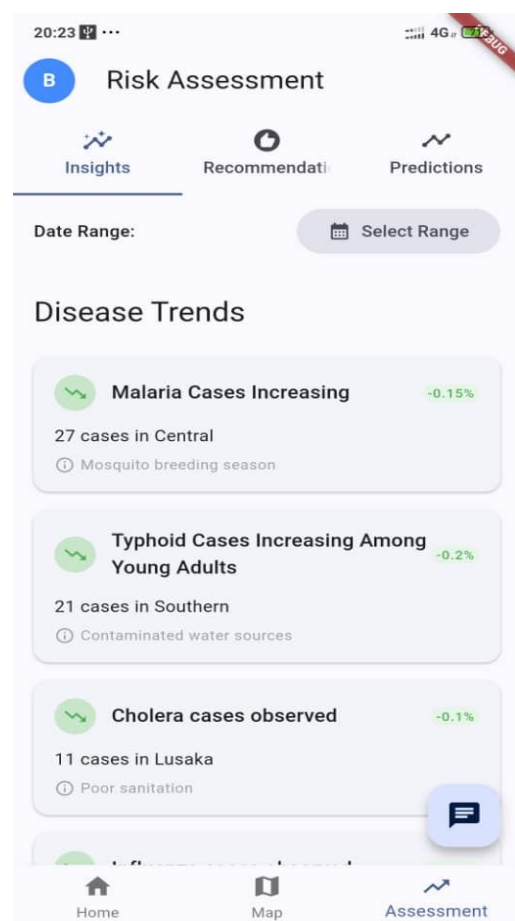 20:23 ...
4G
B
Risk Assessment
Insights
Recommendati
Predictions
Date Range:
Select Range
Disease Trends
Malaria Cases Increasing
-0.15%
27 cases in Central
Mosquito breeding season
Typhoid Cases Increasing Among
Young Adults
-0.2%
21 cases in Southern
Contaminated water sources
Cholera cases observed
-0.1%
11 cases in Lusaka
Poor sanitation
Home
Map
Assessment